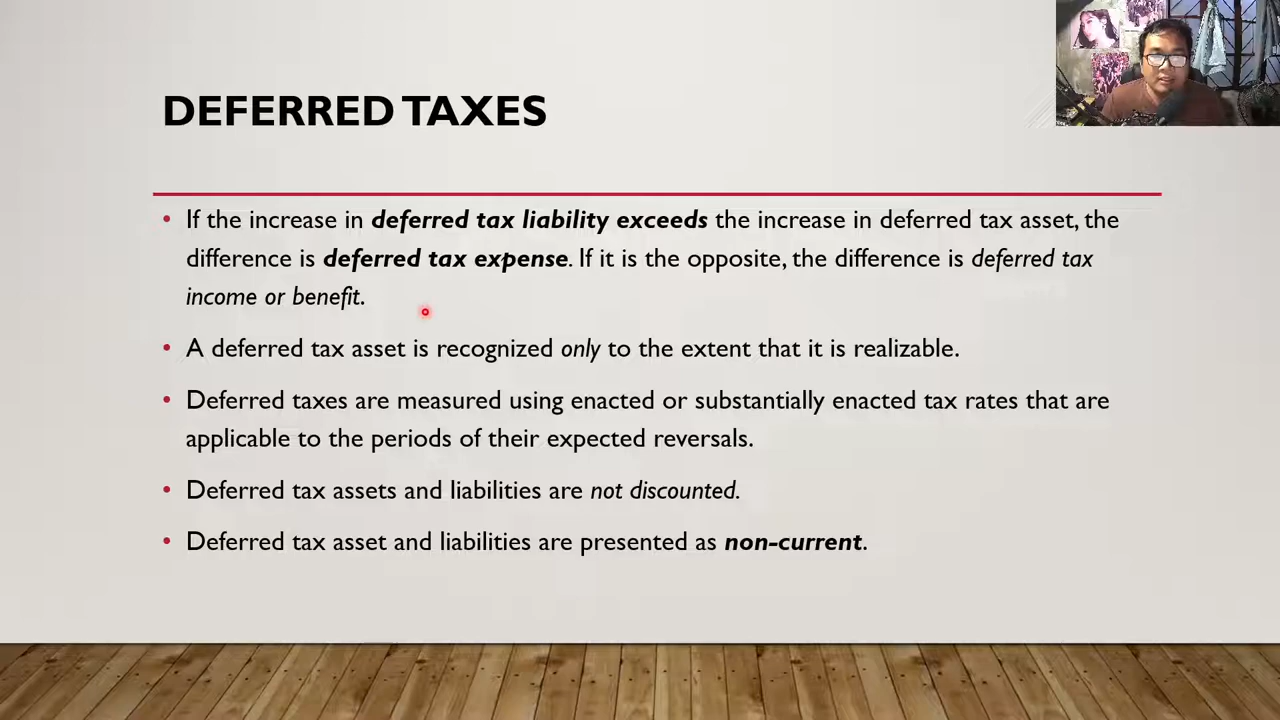 DEFERRED TAXES
• If the increase in deferred tax liability exceeds the increase in deferred tax asset, the
difference is deferred tax expense. If it is the opposite, the difference is deferred tax
income or benefit.
• A deferred tax asset is recognized only to the extent that it is realizable.
• Deferred taxes are measured using enacted or substantially enacted tax rates that are
applicable to the periods of their expected reversals.
• Deferred tax assets and liabilities are not discounted.
• Deferred tax asset and liabilities are presented as non-current.